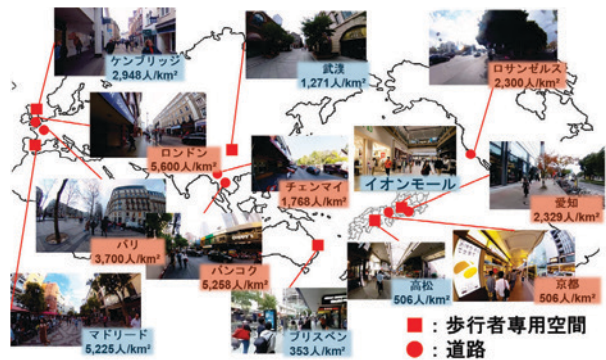 ケンブリッジ
2,948人/km²
武漢
1,271人/km²
ロサンゼルス
2,300人/km²
ロンドン
5,600人/km²
チェンマイ
1,768人/km²
イオンモール
愛知
2,329人/km²
パリ
3,700人/km²
バンコク
5,258人/km²
高松
506人/km²
京都
506人/km²
マドリード
5,225人/km²
ブリスベン
353人/km²
■：歩行者専用空間
●：道路